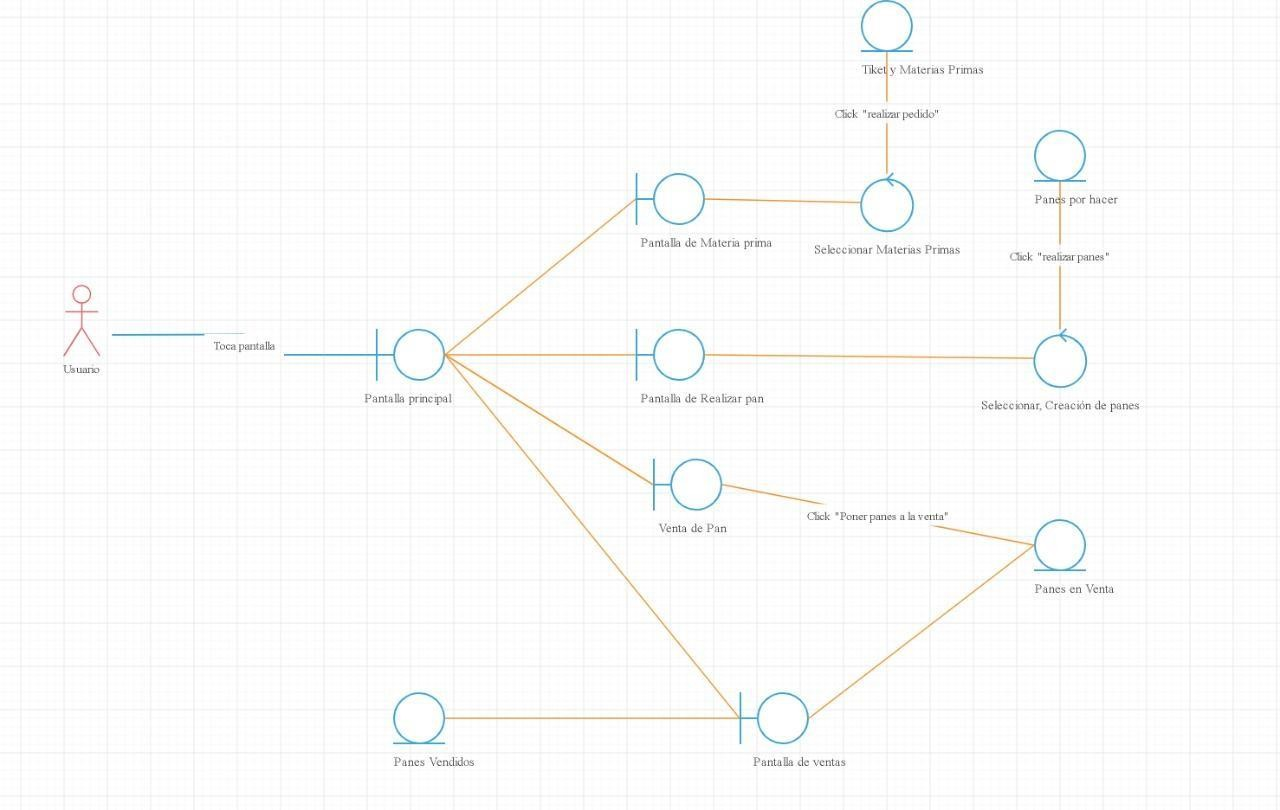 Tiket y Materias Primas
Click "realizar pedido"
Panes por hacer
Pantalla de Materia prima
Seleccionar Materias Primas
Click "realizar panes"
Toca pantalla
Usuario
Pantalla principal
Pantalla de Realizar pan
Seleccionar, Creación de panes
Click "Poner panes a la venta"
Venta de Pan
Panes en Venta
Panes Vendidos
Pantalla de ventas